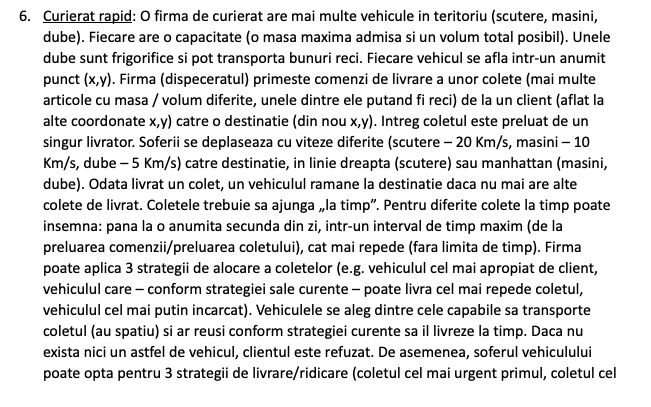 6. Curierat rapid: O firma de curierat are mai multe vehicule in teritoriu (scutere, masini,
dube). Fiecare are o capacitate (o masa maxima admisa si un volum total posibil). Unele
dube sunt frigorifice si pot transporta bunuri reci. Fiecare vehicul se afla intr-un anumit
punct (x,y). Firma (dispeceratul) primeste comenzi de livrare a unor colete (mai multe
articole cu masa / volum diferite, unele dintre ele putand fi reci) de la un client (aflat la
alte coordonate x,y) catre o destinatie (din nou x,y). Intreg coletul este preluat de un
singur livrator. Soferii se deplaseaza cu viteze diferite (scutere – 20 Km/s, masini – 10
Km/s, dube – 5 Km/s) catre destinatie, in linie dreapta (scutere) sau manhattan (masini,
dube). Odata livrat un colet, un vehiculul ramane la destinatie daca nu mai are alte
colete de livrat. Coletele trebuie sa ajunga „la timp”. Pentru diferite colete la timp poate
insemna: pana la o anumita secunda din zi, intr-un interval de timp maxim (de la
preluarea comenzii/preluarea coletului), cat mai repede (fara limita de timp). Firma
poate aplica 3 strategii de alocare a coletelor (e.g. vehiculul cel mai apropiat de client,
vehiculul care – conform strategiei sale curente – poate livra cel mai repede coletul,
vehiculul cel mai putin incarcat). Vehiculele se aleg dintre cele capabile sa transporte
coletul (au spatiu) si ar reusi conform strategiei curente sa il livreze la timp. Daca nu
exista nici un astfel de vehicul, clientul este refuzat. De asemenea, soferul vehiculului
poate opta pentru 3 strategii de livrare/ridicare (coletul cel mai urgent primul, coletul cel